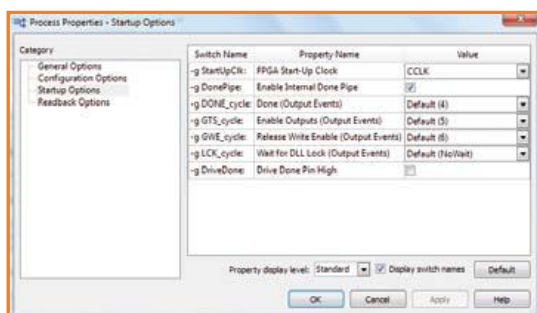 Process Properties - Startup Options
Category
General Options
Configuration Options
Startup Options
Readback Options
Switch Name Property Name Value
-g StartUpClk: FPGA Start-Up Clock CCLK
-g DonePipe: Enable Internal Done Pipe
-g DONE_cycle: Done (Output Events) Default (4)
-g GTS_cycle: Enable Outputs (Output Events) Default (5)
-g GWE_cycle: Release Write Enable (Output Events) Default (6)
-g LCK_cycle: Wait for DLL Lock (Output Events) Default (NoWait)
-g DriveDone: Drive Done Pin High
Property display level: Standard Display switch names Default
OK Cancel Apply Help